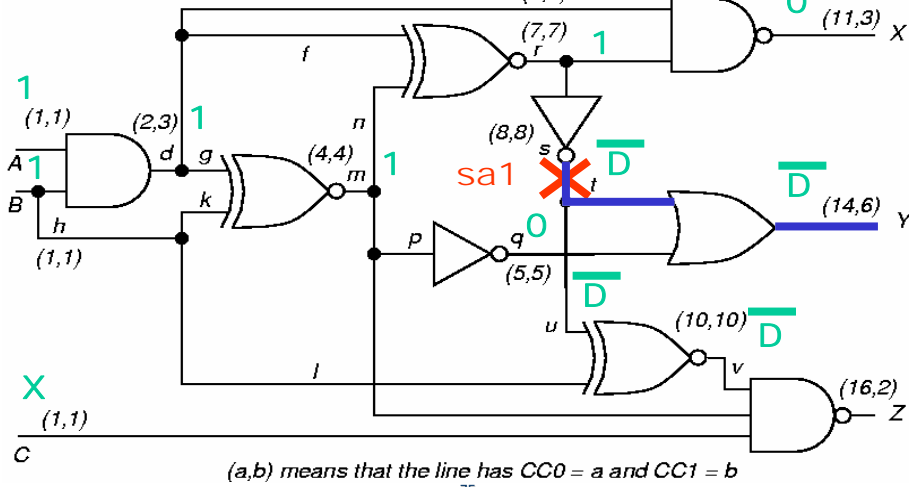 0
(11,3) X
(7,7)
f r 1
1
(1,1) (2,3) 1 n
(8,8)
A 1 d g (4,4) s D
m 1 sa1 D
B k t (14,6) Y
h 0
(1,1) p q
(5,5) D
u (10,10) D
X l v (16,2)
(1,1) Z
C
(a,b) means that the line has CC0 = a and CC1 = b